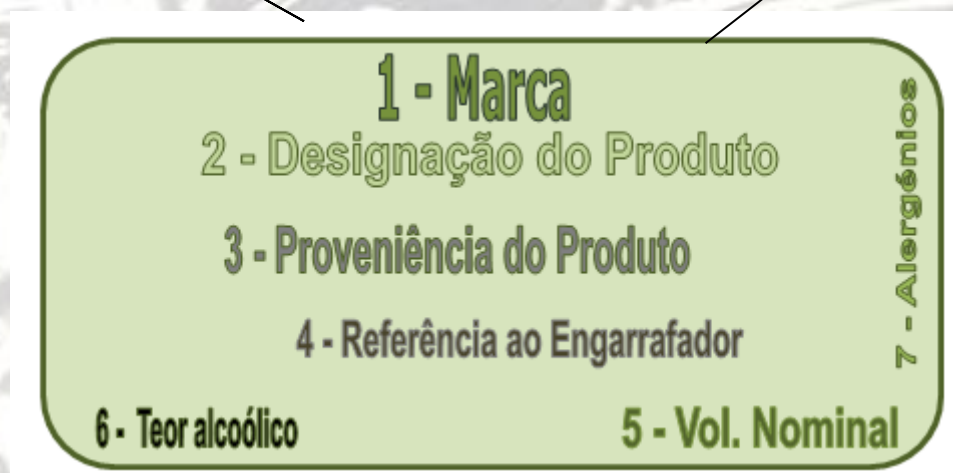 1 - Marca
2 - Designação do Produto
3 - Proveniência do Produto
4 - Referência ao Engarrafador
6 - Teor alcoólico
5 - Vol. Nominal
7 - Alergénios